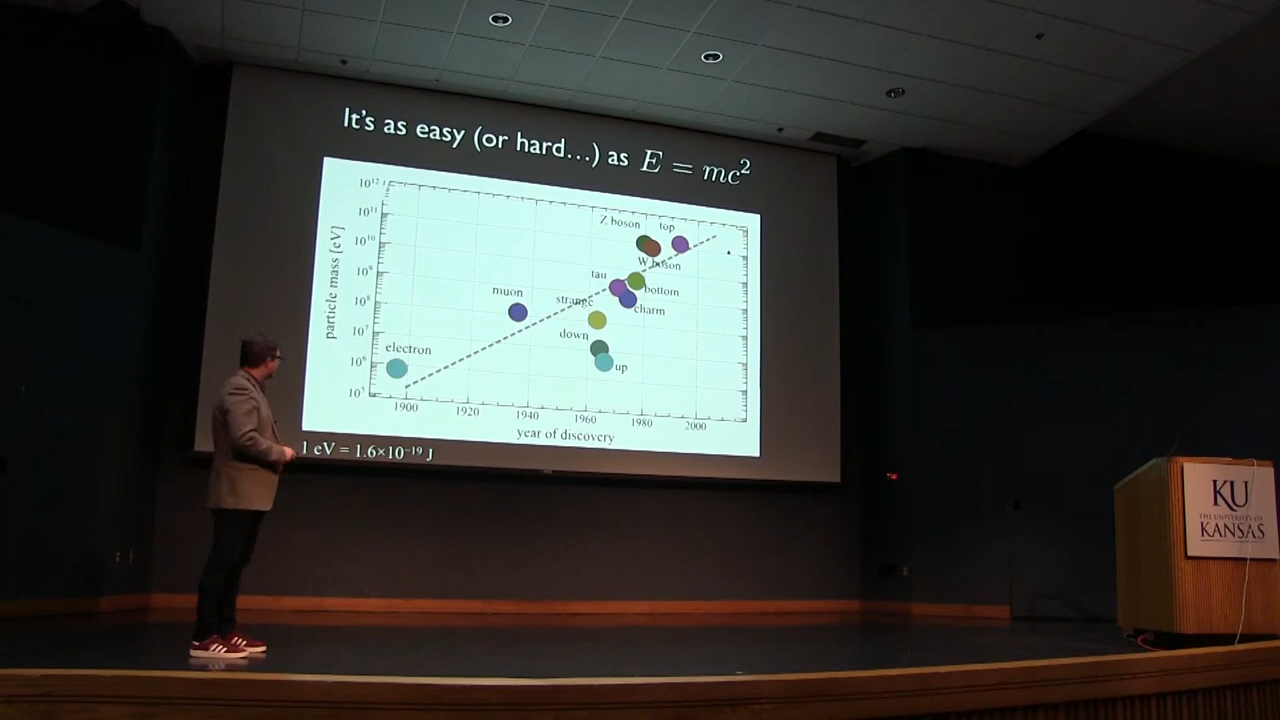 It's as easy (or hard...) as E = mc²
10¹²
10¹¹
10¹⁰
10⁹
10⁸
10⁷
10⁶
10⁵
particle mass [eV]
Z boson
top
W boson
tau
bottom
muon
strange
charm
down
electron
up
1900
1920
1940
1960
1980
2000
year of discovery
1 eV = 1.6×10⁻¹⁹ J
KU
THE UNIVERSITY OF
KANSAS